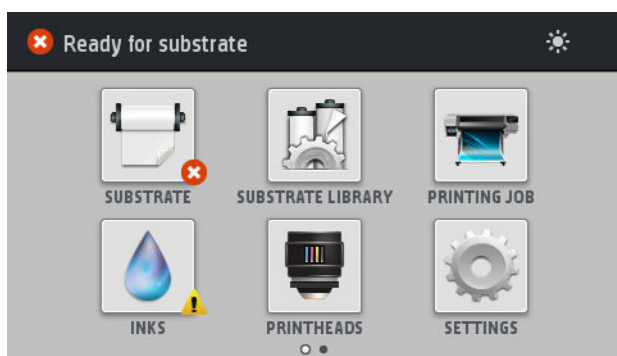 Ready for substrate
SUBSTRATE
SUBSTRATE LIBRARY
PRINTING JOB
INKS
PRINTHEADS
SETTINGS